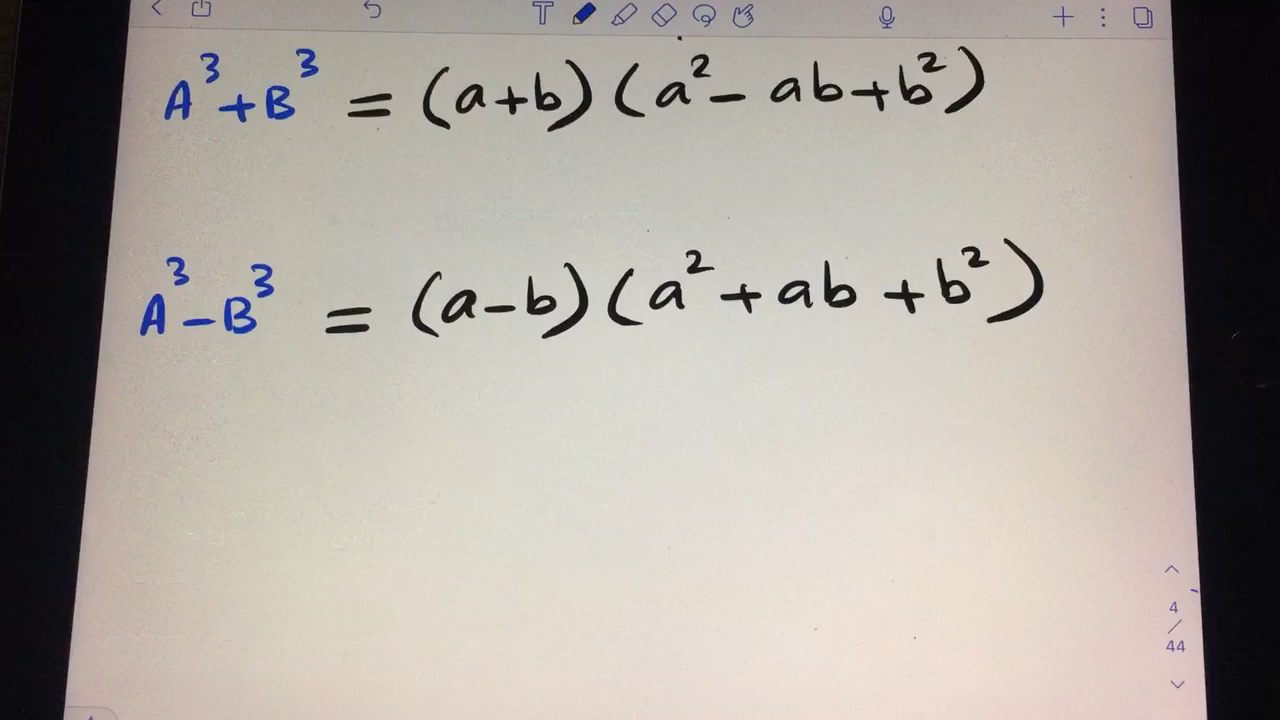 T
A³+B³ = (a+b)(a²- ab+b²)
A³-B³ = (a-b)(a²+ab+b²)
4
/
44